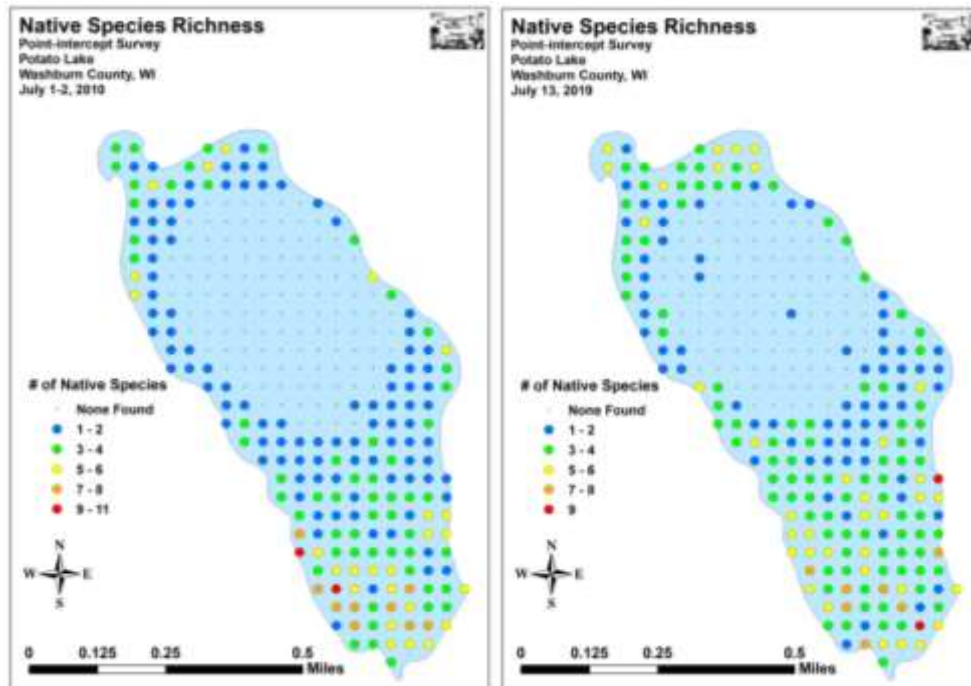 Native Species Richness
Point-intercept Survey
Potato Lake
Washburn County, WI
July 1-2, 2010
# of Native Species
None Found
1 - 2
3 - 4
5 - 6
7 - 8
9 - 11
N
W E
S
0 0.125 0.25 0.5
Miles
Native Species Richness
Point-intercept Survey
Potato Lake
Washburn County, WI
July 13, 2019
# of Native Species
None Found
1 - 2
3 - 4
5 - 6
7 - 8
9
N
W E
S
0 0.125 0.25 0.5
Miles